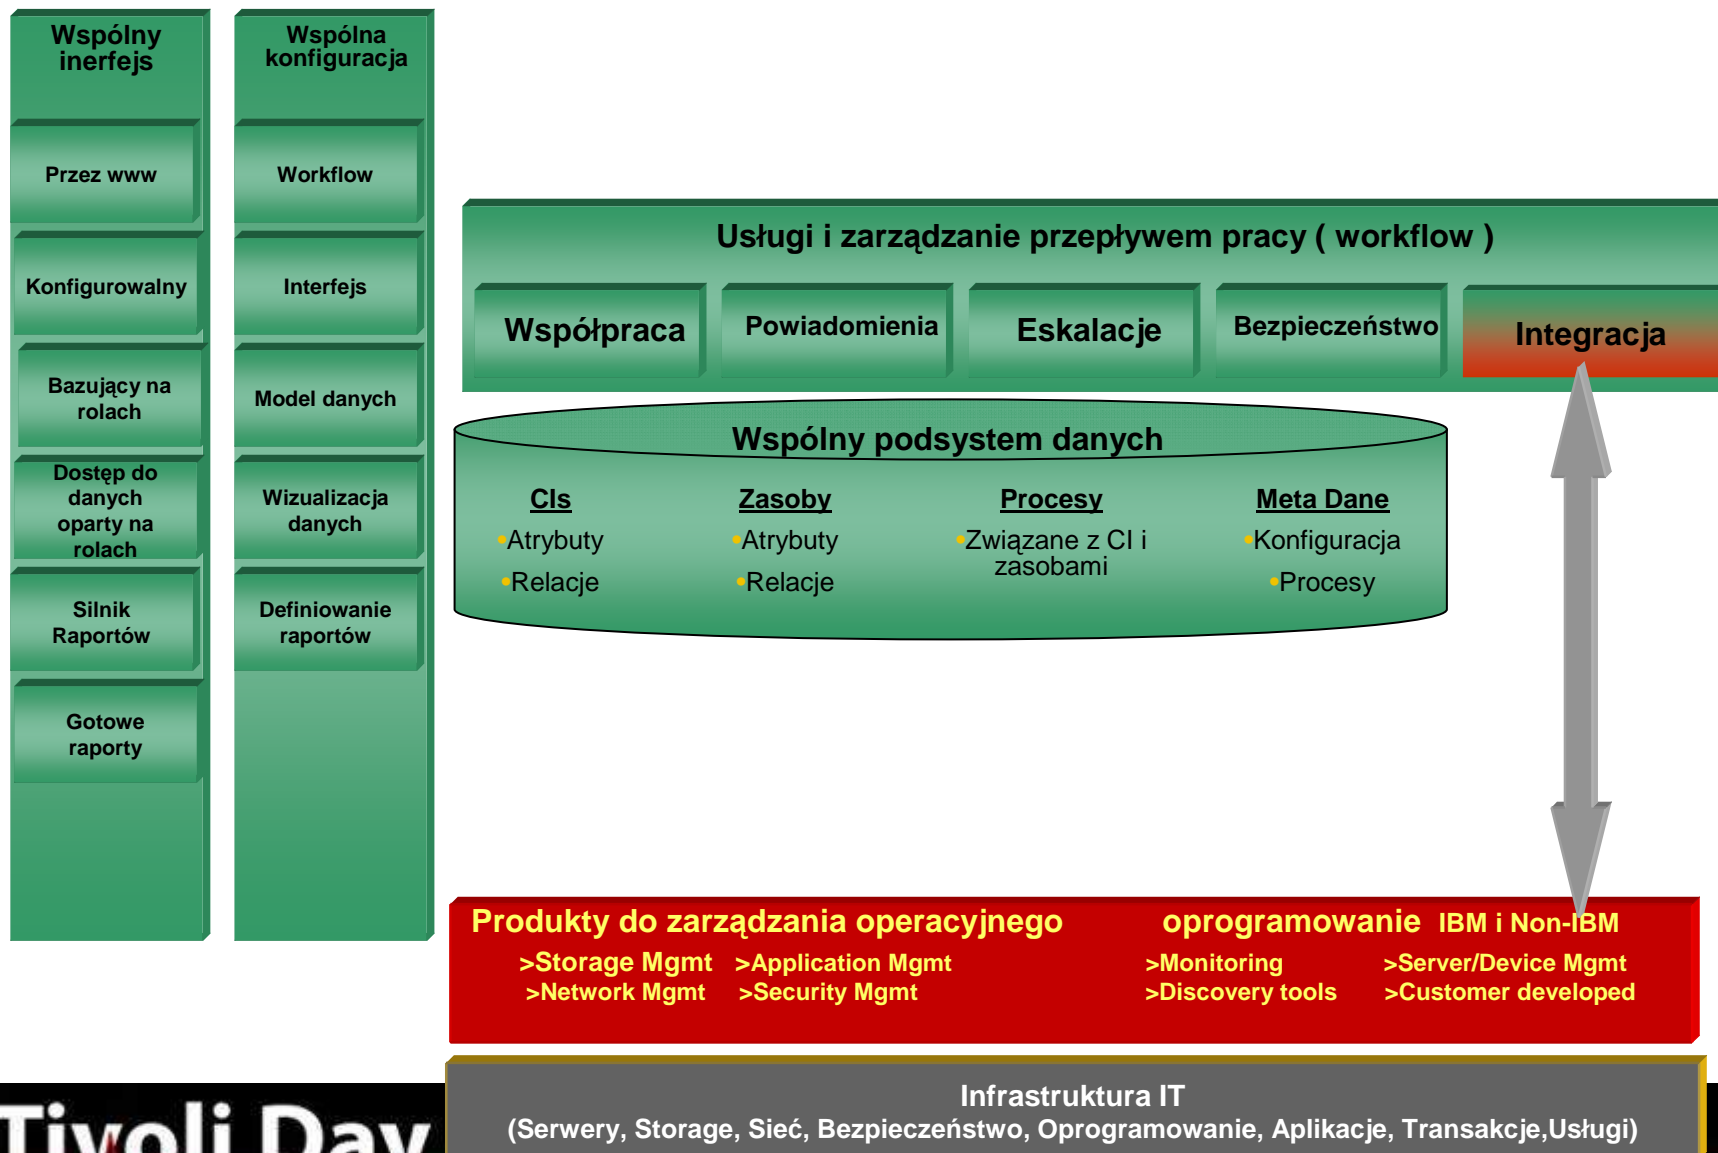 Wspólny
inerfejs
Przez www
Konfigurowalny
Bazujący na
rolach
Dostęp do
danych
oparty na
rolach
Silnik
Raportów
Gotowe
raporty
Wspólna
konfiguracja
Workflow
Interfejs
Model danych
Wizualizacja
danych
Definiowanie
raportów
Usługi i zarządzanie przepływem pracy ( workflow )
Współpraca
Powiadomienia
Eskalacje
Bezpieczeństwo
Integracja
Wspólny podsystem danych
CIs
•Atrybuty
•Relacje
Zasoby
•Atrybuty
•Relacje
Procesy
•Związane z CI i
zasobami
Meta Dane
•Konfiguracja
•Procesy
Produkty do zarządzania operacyjnego oprogramowanie IBM i Non-IBM
>Storage Mgmt >Application Mgmt >Monitoring >Server/Device Mgmt
>Network Mgmt >Security Mgmt >Discovery tools >Customer developed
Infrastruktura IT
(Serwery, Storage, Sieć, Bezpieczeństwo, Oprogramowanie, Aplikacje, Transakcje,Usługi)
Tivoli Day